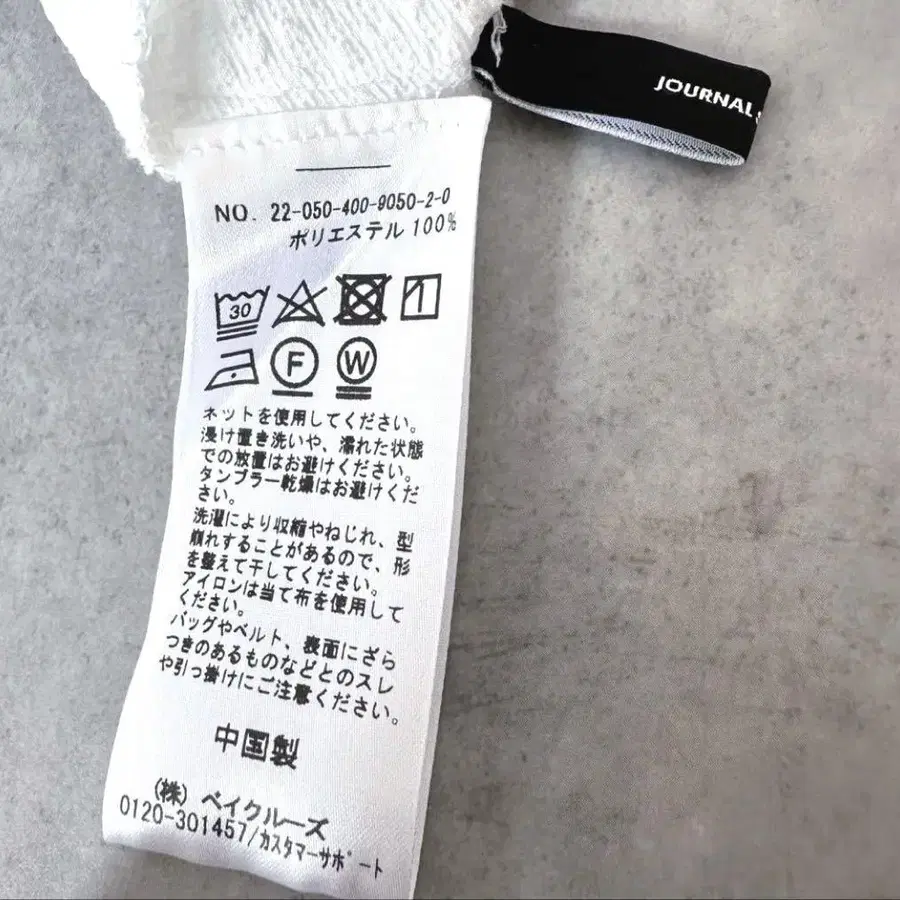 JOURNAL
NO. 22-050-400-9050-2-0
ポリエステル 100%
30
F
W
ネットを使用してください。
浸け置き洗いや、濡れた状態
での放置はお避けください。
タンブラー乾燥はお避けくだ
さい。
洗濯により収縮やねじれ、型
崩れすることがあるので、形
を整えて干してください。
アイロンは当て布を使用して
ください。
バッグやベルト、表面にざら
つきのあるものなどとのスレ
や引っ掛けにご注意ください。
中国製
(株) ベイクルーズ
0120-301457/カスタマーサポート